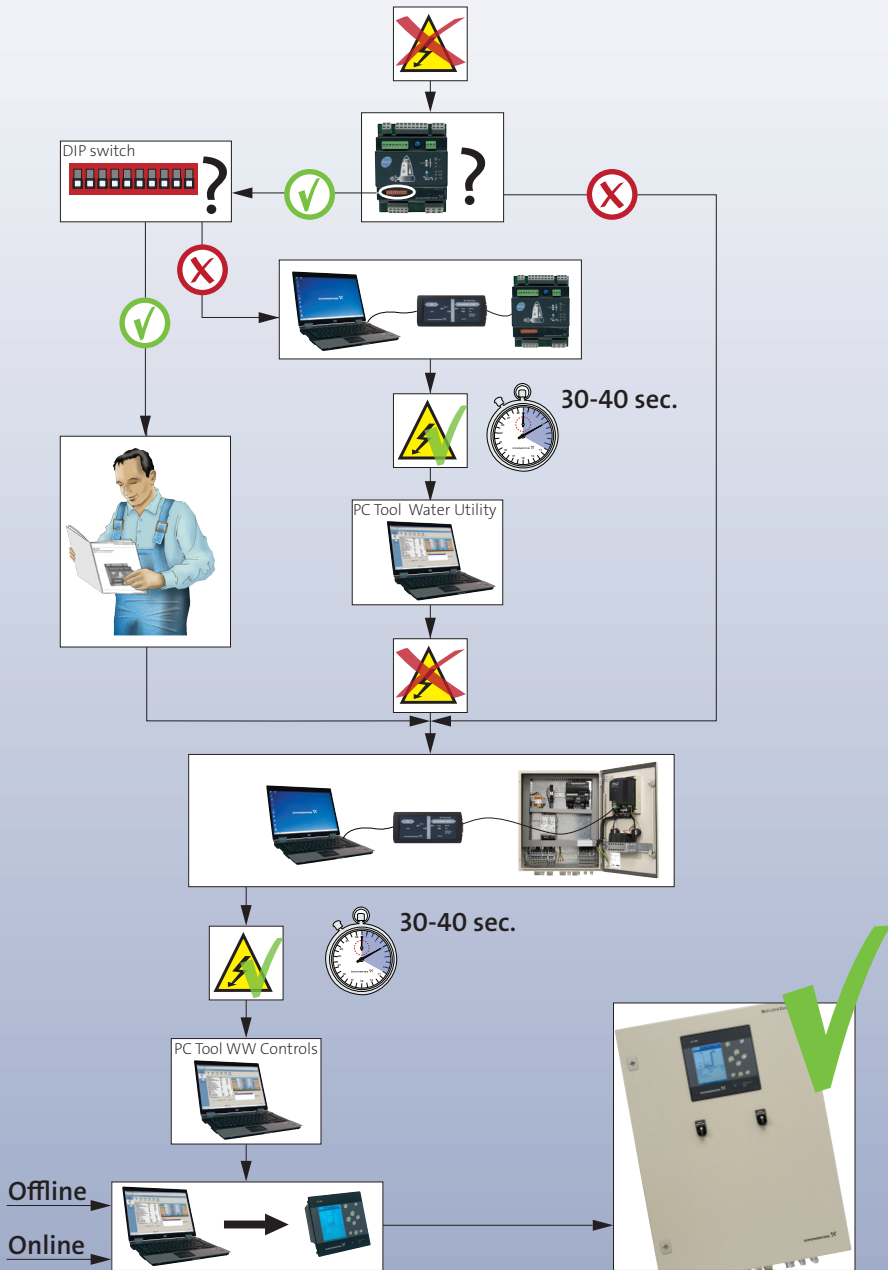 DIP switch
?
?
30-40 sec.
PC Tool Water Utility
30-40 sec.
PC Tool WW Controls
Offline
Online